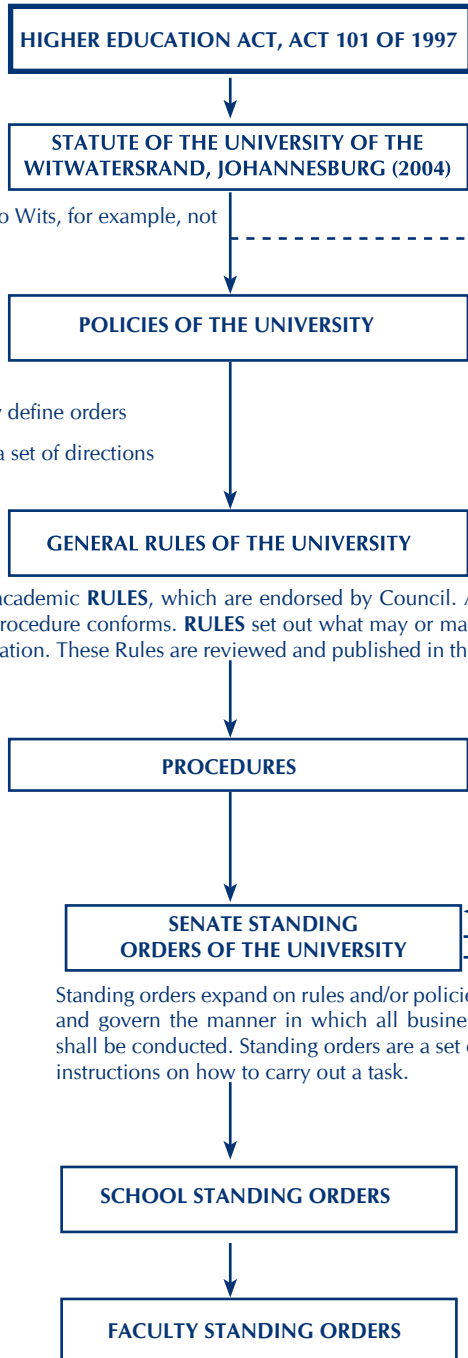 HIGHER EDUCATION ACT, ACT 101 OF 1997
STATUTE OF THE UNIVERSITY OF THE
WITWATERSRAND, JOHANNESBURG (2004)
o Wits, for example, not
POLICIES OF THE UNIVERSITY
define orders
a set of directions
GENERAL RULES OF THE UNIVERSITY
academic RULES, which are endorsed by Council.
procedure conforms. RULES set out what may or
These Rules are reviewed and published in
PROCEDURES
SENATE STANDING
ORDERS OF THE UNIVERSITY
Standing orders expand on rules and/or
and govern the manner in which all
shall be conducted. Standing orders are a set
instructions on how to carry out a task.
SCHOOL STANDING ORDERS
FACULTY STANDING ORDERS